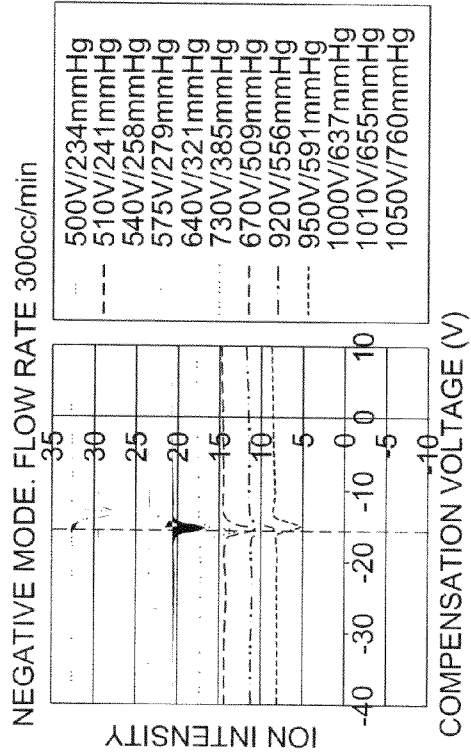 NEGATIVE MODE. FLOW RATE 300cc/min
ION INTENSITY
35
30
25
20
15
10
5
0
-5
-10
-40
-30
-20
-10
0
10
COMPENSATION VOLTAGE (V)
500V/234mmHg
510V/241mmHg
540V/258mmHg
575V/279mmHg
640V/321mmHg
730V/385mmHg
670V/509mmHg
920V/556mmHg
950V/591mmHg
1000V/637mmHg
1010V/655mmHg
1050V/760mmHg